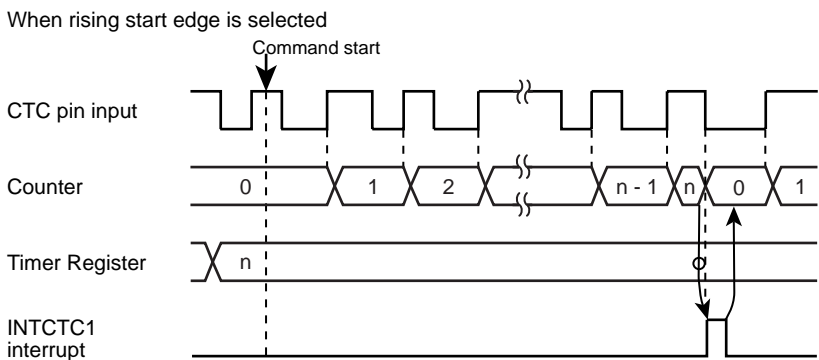 When rising start edge is selected
Command start
CTC pin input
Counter
0 1 2 n - 1 n 0 1
Timer Register
n
INTCTC1
interrupt